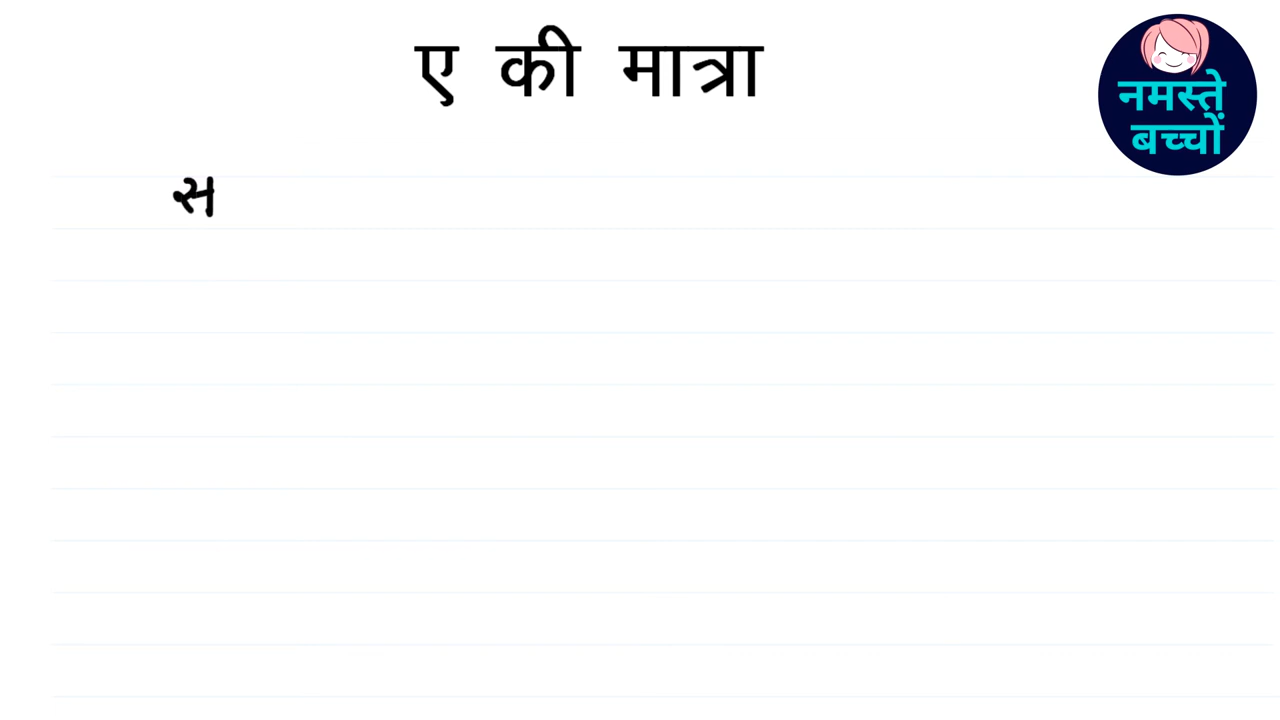 ए की मात्रा
नमस्ते
बच्चों
स